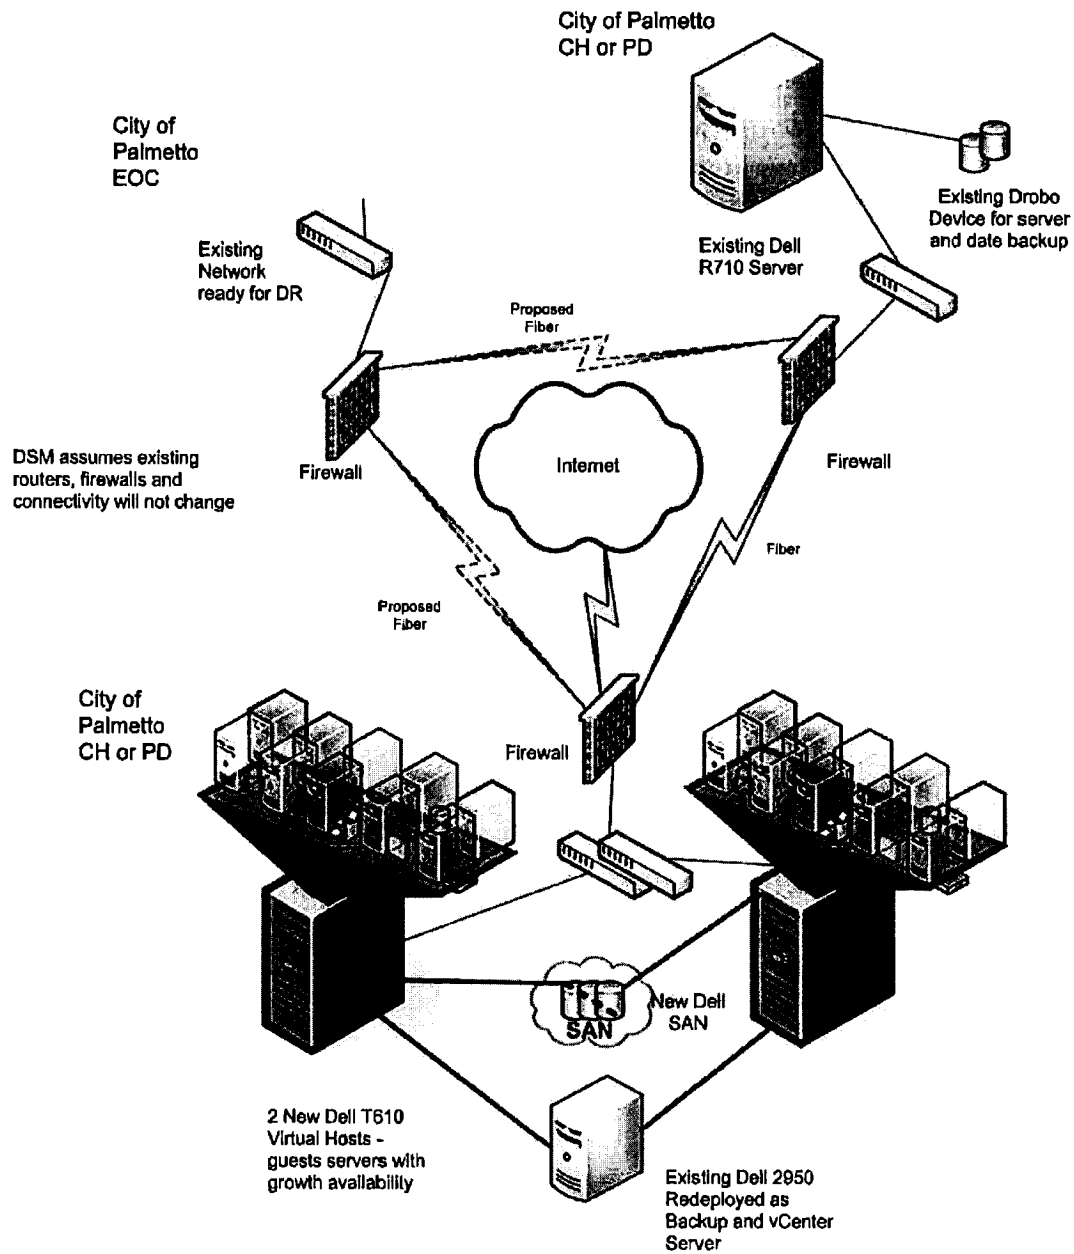 City of Palmetto
CH or PD
City of
Palmetto
EOC
Existing Drobo
Device for server
and date backup
Existing Dell
R710 Server
Existing
Network
ready for DR
Proposed
Fiber
Internet
Firewall
Firewall
DSM assumes existing
routers, firewalls and
connectivity will not change
Fiber
Proposed
Fiber
City of
Palmetto
CH or PD
Firewall
New Dell
SAN
SAN
2 New Dell T610
Virtual Hosts -
guests servers with
growth availability
Existing Dell 2950
Redeployed as
Backup and vCenter
Server